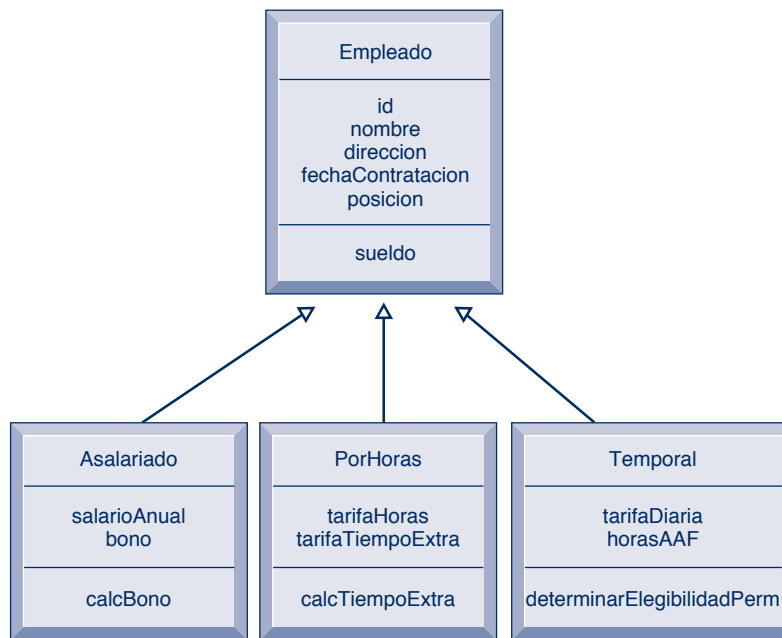 Empleado
id
nombre
direccion
fechaContratacion
posicion
sueldo
Asalariado
salarioAnual
bono
calcBono
PorHoras
tarifaHoras
tarifaTiempoExtra
calcTiempoExtra
Temporal
tarifaDiaria
horasAAF
determinarElegibilidadPerm